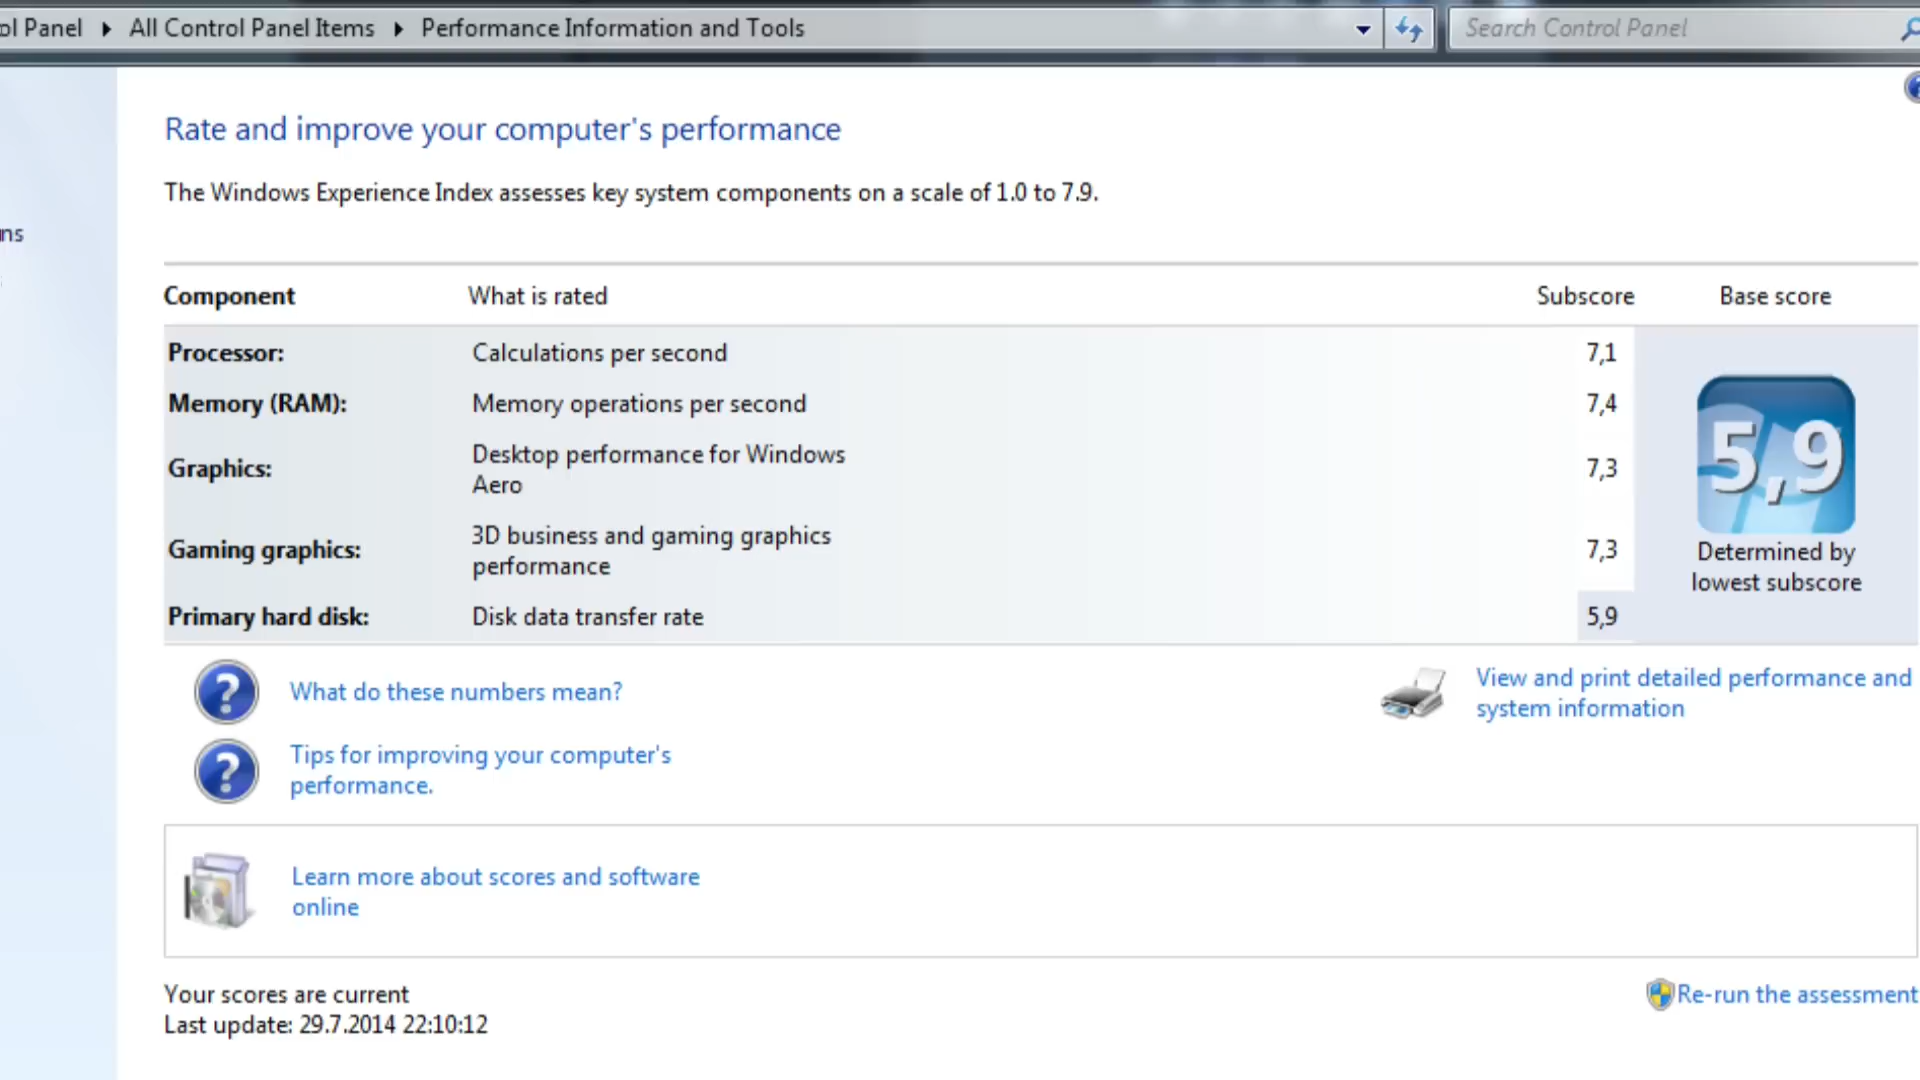 ol Panel ▸ All Control Panel Items ▸ Performance Information and Tools
Search Control Panel
Rate and improve your computer's performance
The Windows Experience Index assesses key system components on a scale of 1.0 to 7.9.
ns
Component What is rated Subscore Base score
Processor: Calculations per second 7,1
Memory (RAM): Memory operations per second 7,4
Graphics: Desktop performance for Windows
Aero 7,3
Gaming graphics: 3D business and gaming graphics
performance 7,3
Primary hard disk: Disk data transfer rate 5,9
5,9
Determined by
lowest subscore
What do these numbers mean?
View and print detailed performance and
system information
Tips for improving your computer's
performance.
Learn more about scores and software
online
Your scores are current
Last update: 29.7.2014 22:10:12
Re-run the assessment